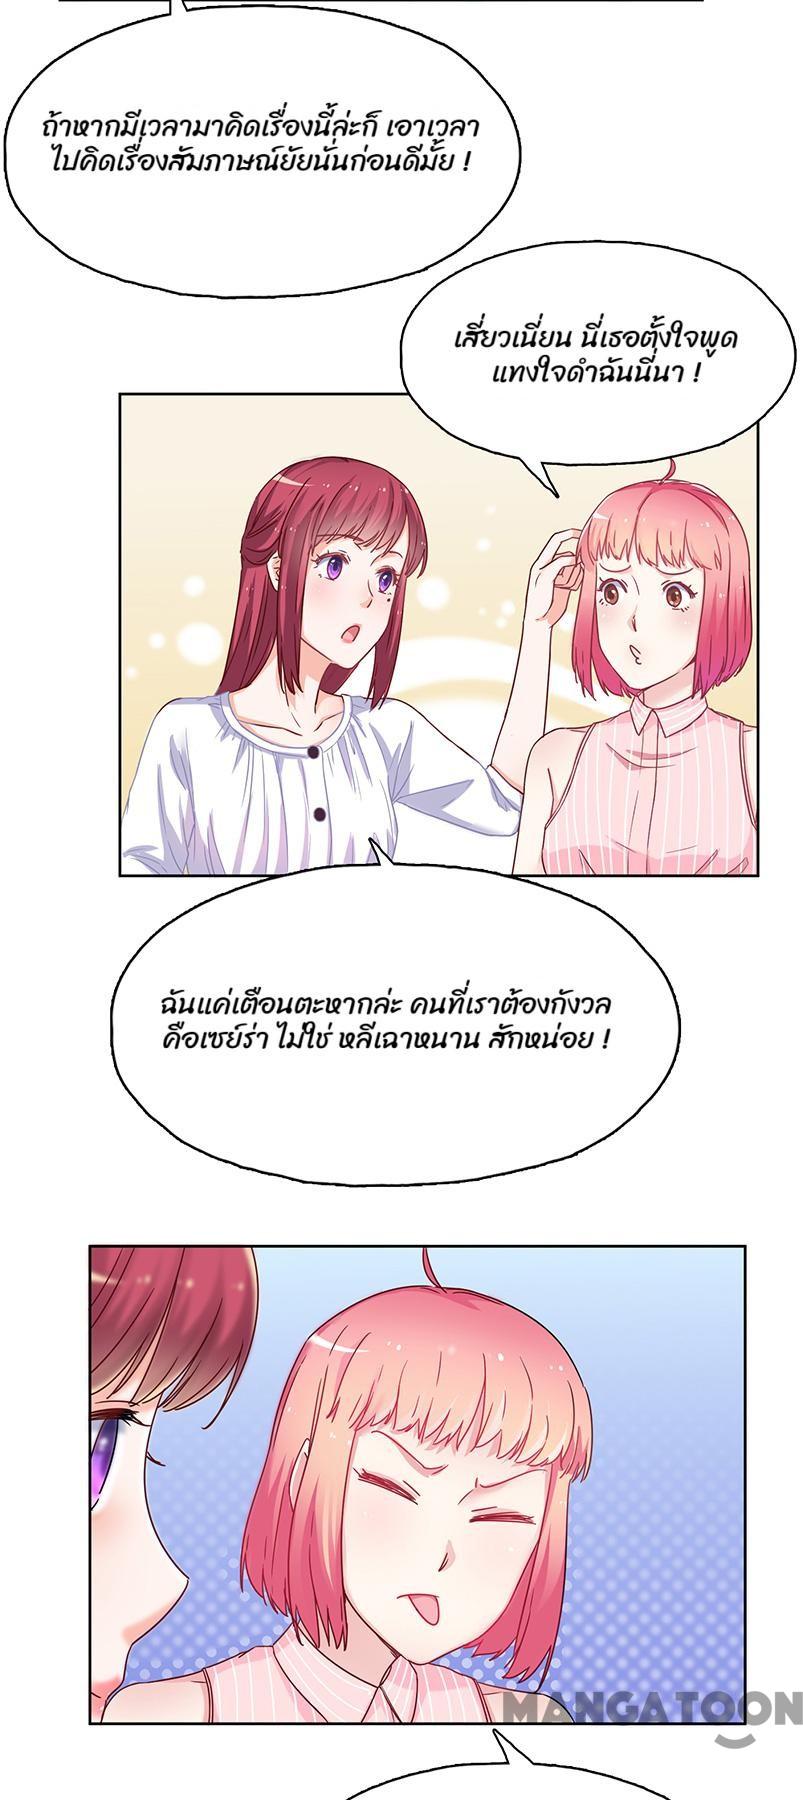 ถ้าหากมีเวลามาคิดเรื่องนี้ล่ะก็ เอาเวลา
ไปคิดเรื่องสัมภาษณ์ยัยนั่นก่อนดีมั้ย !
เสี่ยวเนี่ยน นี่เธอตั้งใจพูด
แทงใจดำฉันนี่นา !
ฉันแค่เตือนตะหากล่ะ คนที่เราต้องกังวล
คือเซย์ร่า ไม่ใช่ หลีเฉาหนาน สักหน่อย !
MANGATOON